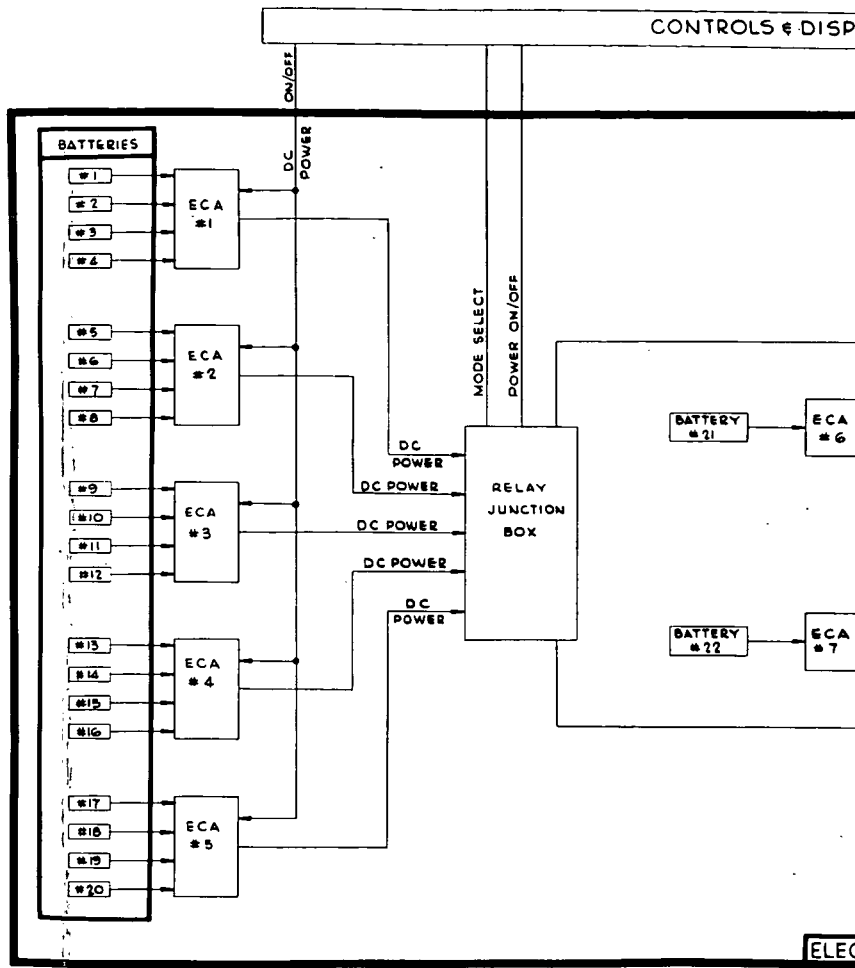 CONTROLS & DISP
ON/OFF
DC
POWER
BATTERIES
#1
#2
#3
#4
ECA
#1
#5
#6
#7
#8
ECA
#2
#9
#10
#11
#12
ECA
#3
#13
#14
#15
#16
ECA
#4
#17
#18
#19
#20
ECA
#5
MODE SELECT
POWER ON/OFF
DC
POWER
DC POWER
DC POWER
DC POWER
DC
POWER
RELAY
JUNCTION
BOX
BATTERY
#21
ECA
#6
BATTERY
#22
ECA
#7
ELEC